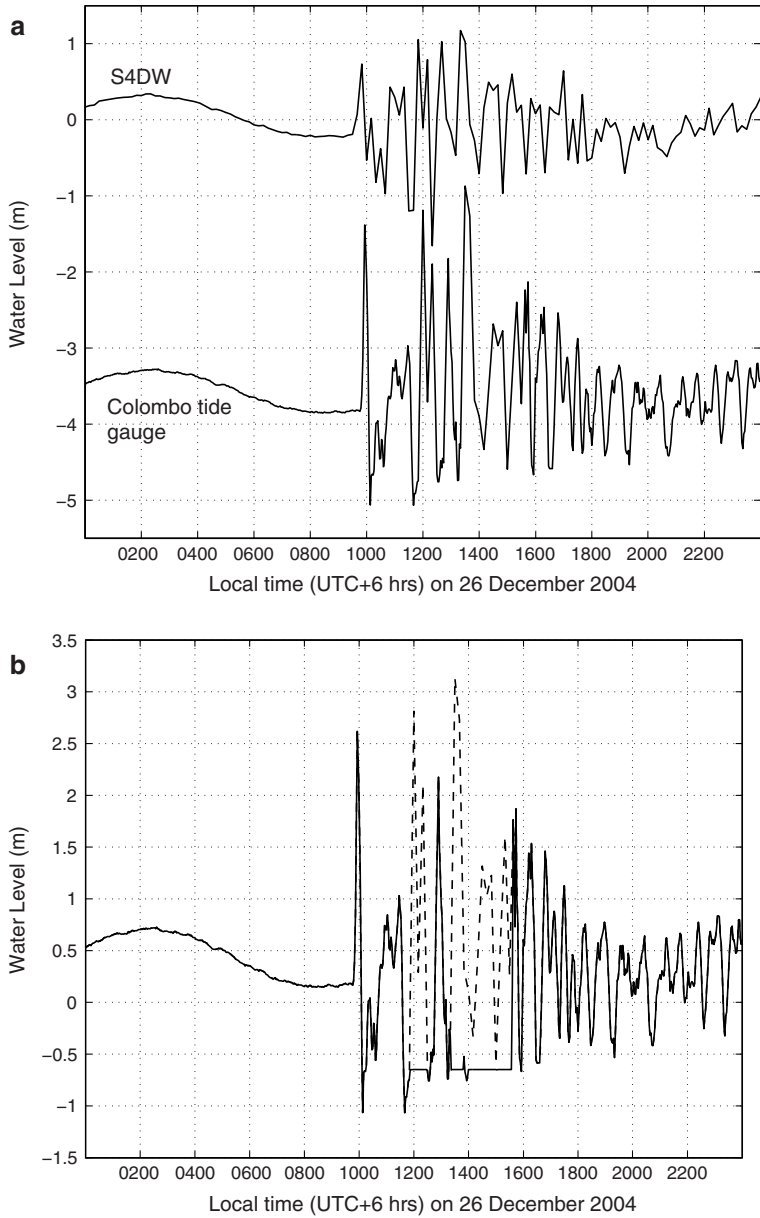 a
S4DW
Colombo tide
gauge
Water Level (m)
1
0
−1
−2
−3
−4
−5
0200 0400 0600 0800 1000 1200 1400 1600 1800 2000 2200
Local time (UTC+6 hrs) on 26 December 2004
b
Water Level (m)
3.5
3
2.5
2
1.5
1
0.5
0
−0.5
−1
−1.5
0200 0400 0600 0800 1000 1200 1400 1600 1800 2000 2200
Local time (UTC+6 hrs) on 26 December 2004